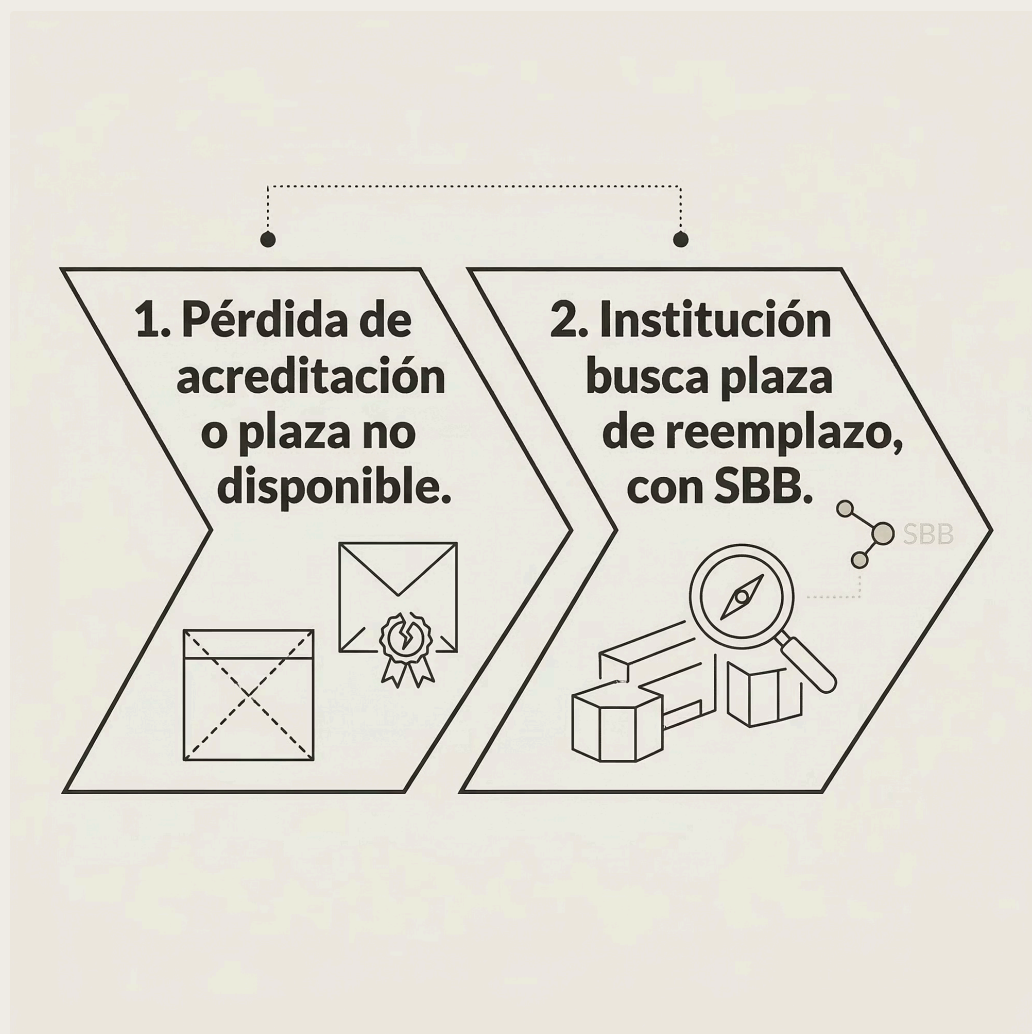 1. Pérdida de
acreditación
o plaza no
disponible.
2. Institución
busca plaza
de reemplazo,
con SBB.
SBB